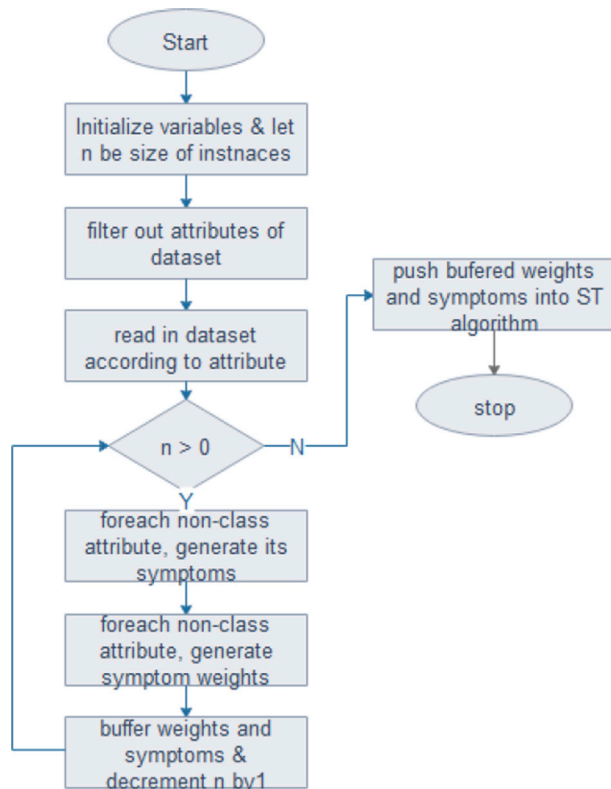 Start
Initialize variables & let
n be size of instnaces
filter out attributes of
dataset
read in dataset
according to attribute
n > 0
N
push bufered weights
and symptoms into ST
algorithm
stop
Y
foreach non-class
attribute, generate its
symptoms
foreach non-class
attribute, generate
symptom weights
buffer weights and
symptoms &
decrement n by1